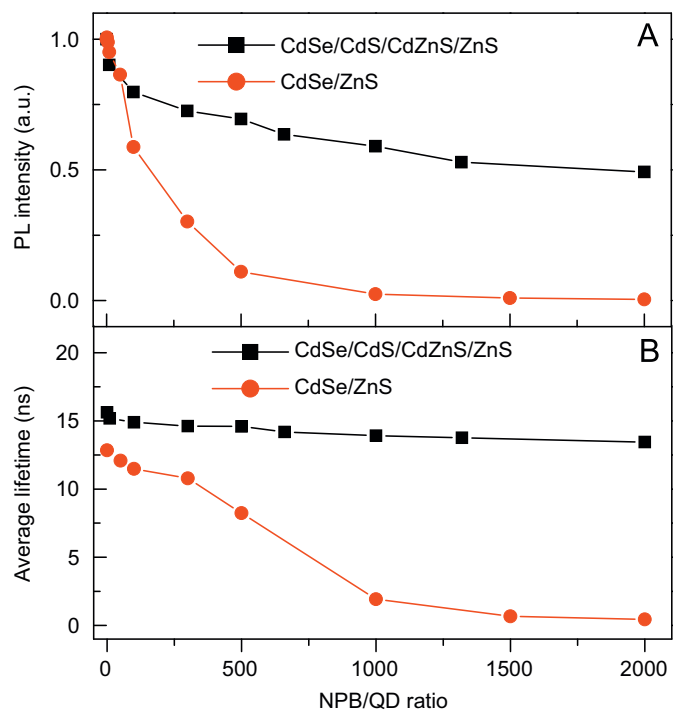 A
CdSe/CdS/CdZnS/ZnS
CdSe/ZnS
PL intensity (a.u.)
1.0
0.5
0.0
B
CdSe/CdS/CdZnS/ZnS
CdSe/ZnS
Average lifetime (ns)
20
15
10
5
0
0 500 1000 1500 2000
NPB/QD ratio